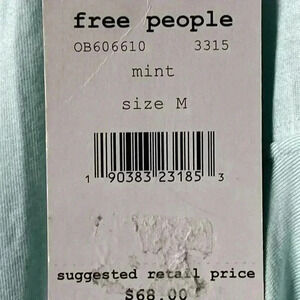 free people
OB606610 3315
mint
size M
1 90383 23185 3
suggested retail price
$68.00